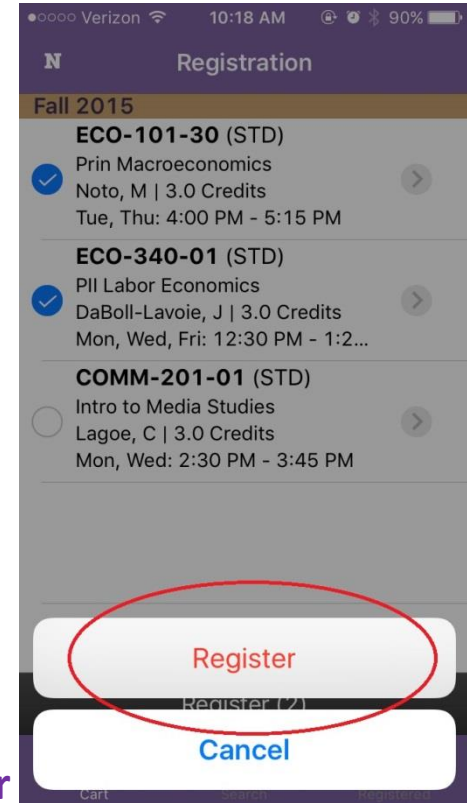 Verizon 10:18 AM 90%
N Registration
Fall 2015
ECO-101-30 (STD)
Prin Macroeconomics
Noto, M | 3.0 Credits
Tue, Thu: 4:00 PM - 5:15 PM
ECO-340-01 (STD)
PII Labor Economics
DaBoll-Lavoie, J | 3.0 Credits
Mon, Wed, Fri: 12:30 PM - 1:2...
COMM-201-01 (STD)
Intro to Media Studies
Lagoe, C | 3.0 Credits
Mon, Wed: 2:30 PM - 3:45 PM
Register
Register (2)
Cancel
r
Cart Search Registered